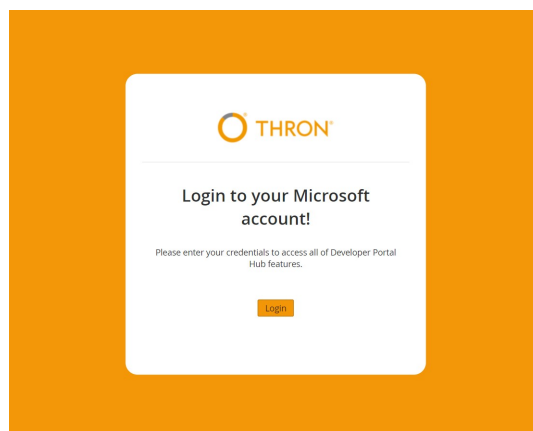 THRON
Login to your Microsoft
account!
Please enter your credentials to access all of Developer Portal
Hub features.
Login